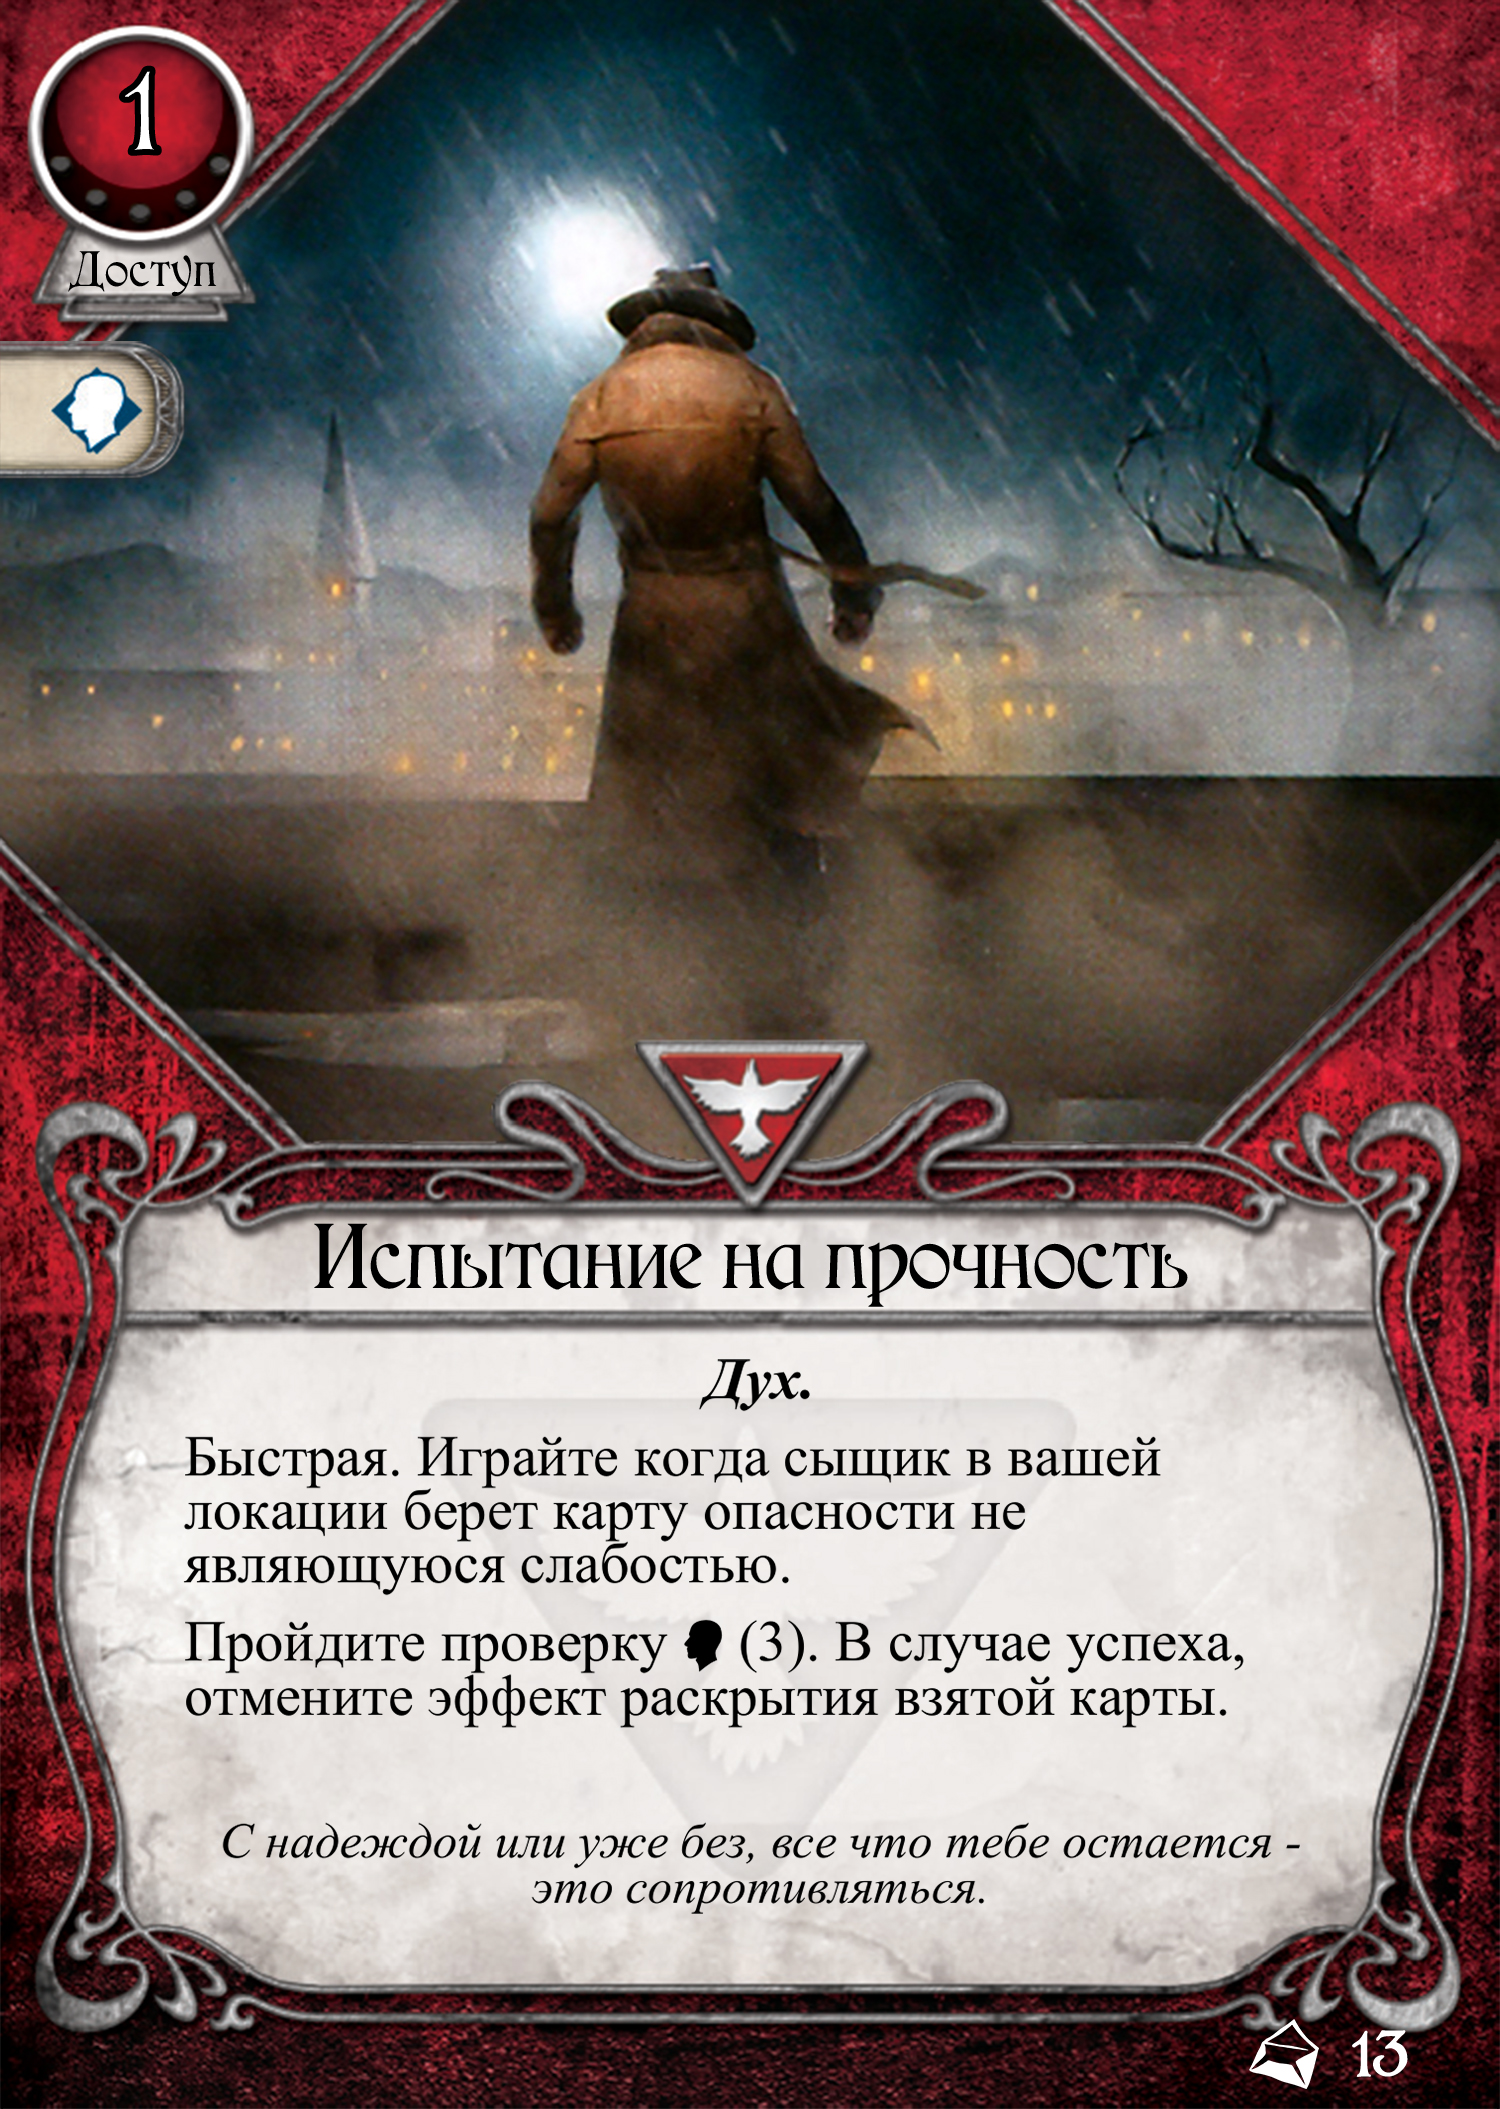 1
Доступ
Испытание на прочность
Дух.
Быстрая. Играйте когда сыщик в вашей
локации берет карту опасности не
являющуюся слабостью.
Пройдите проверку (3). В случае успеха,
отмените эффект раскрытия взятой карты.
С надеждой или уже без, все что тебе остается -
это сопротивляться.
13